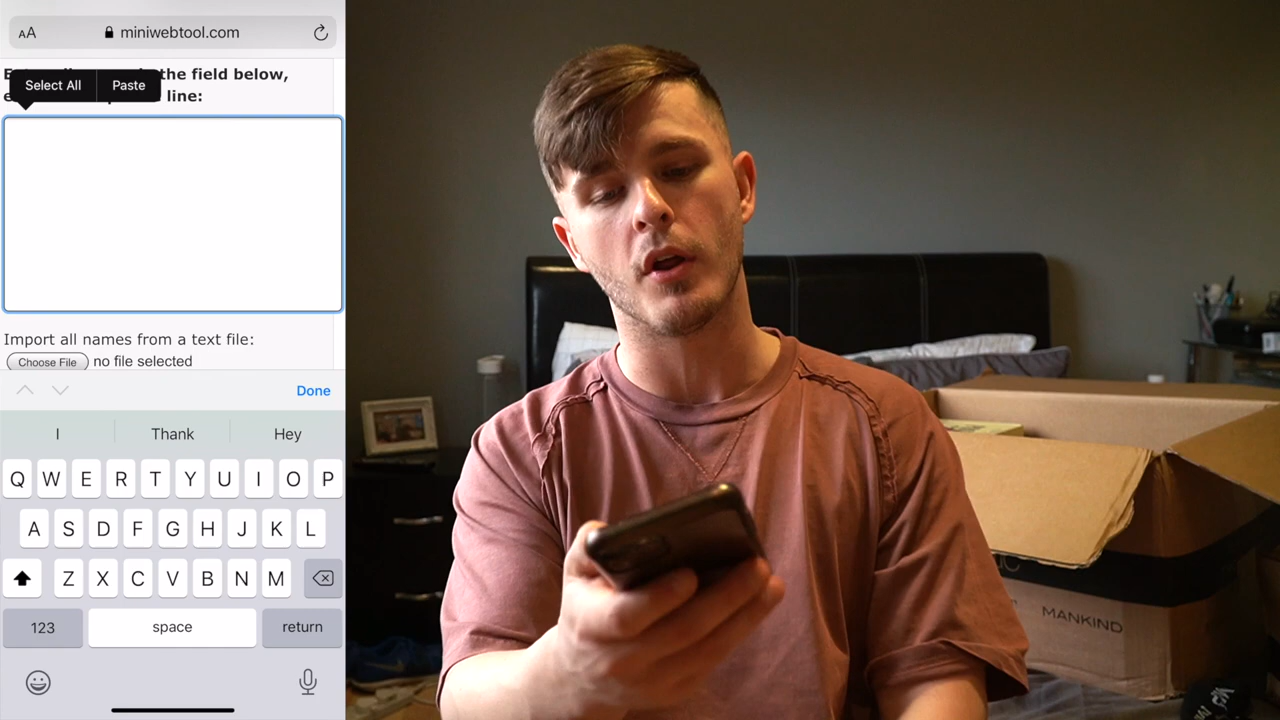 AA miniwebtool.com
the field below,
line:
Select All Paste
Import all names from a text file:
Choose File no file selected
Done
I Thank Hey
Q W E R T Y U I O P
A S D F G H J K L
Z X C V B N M
123 space return
MANKIND